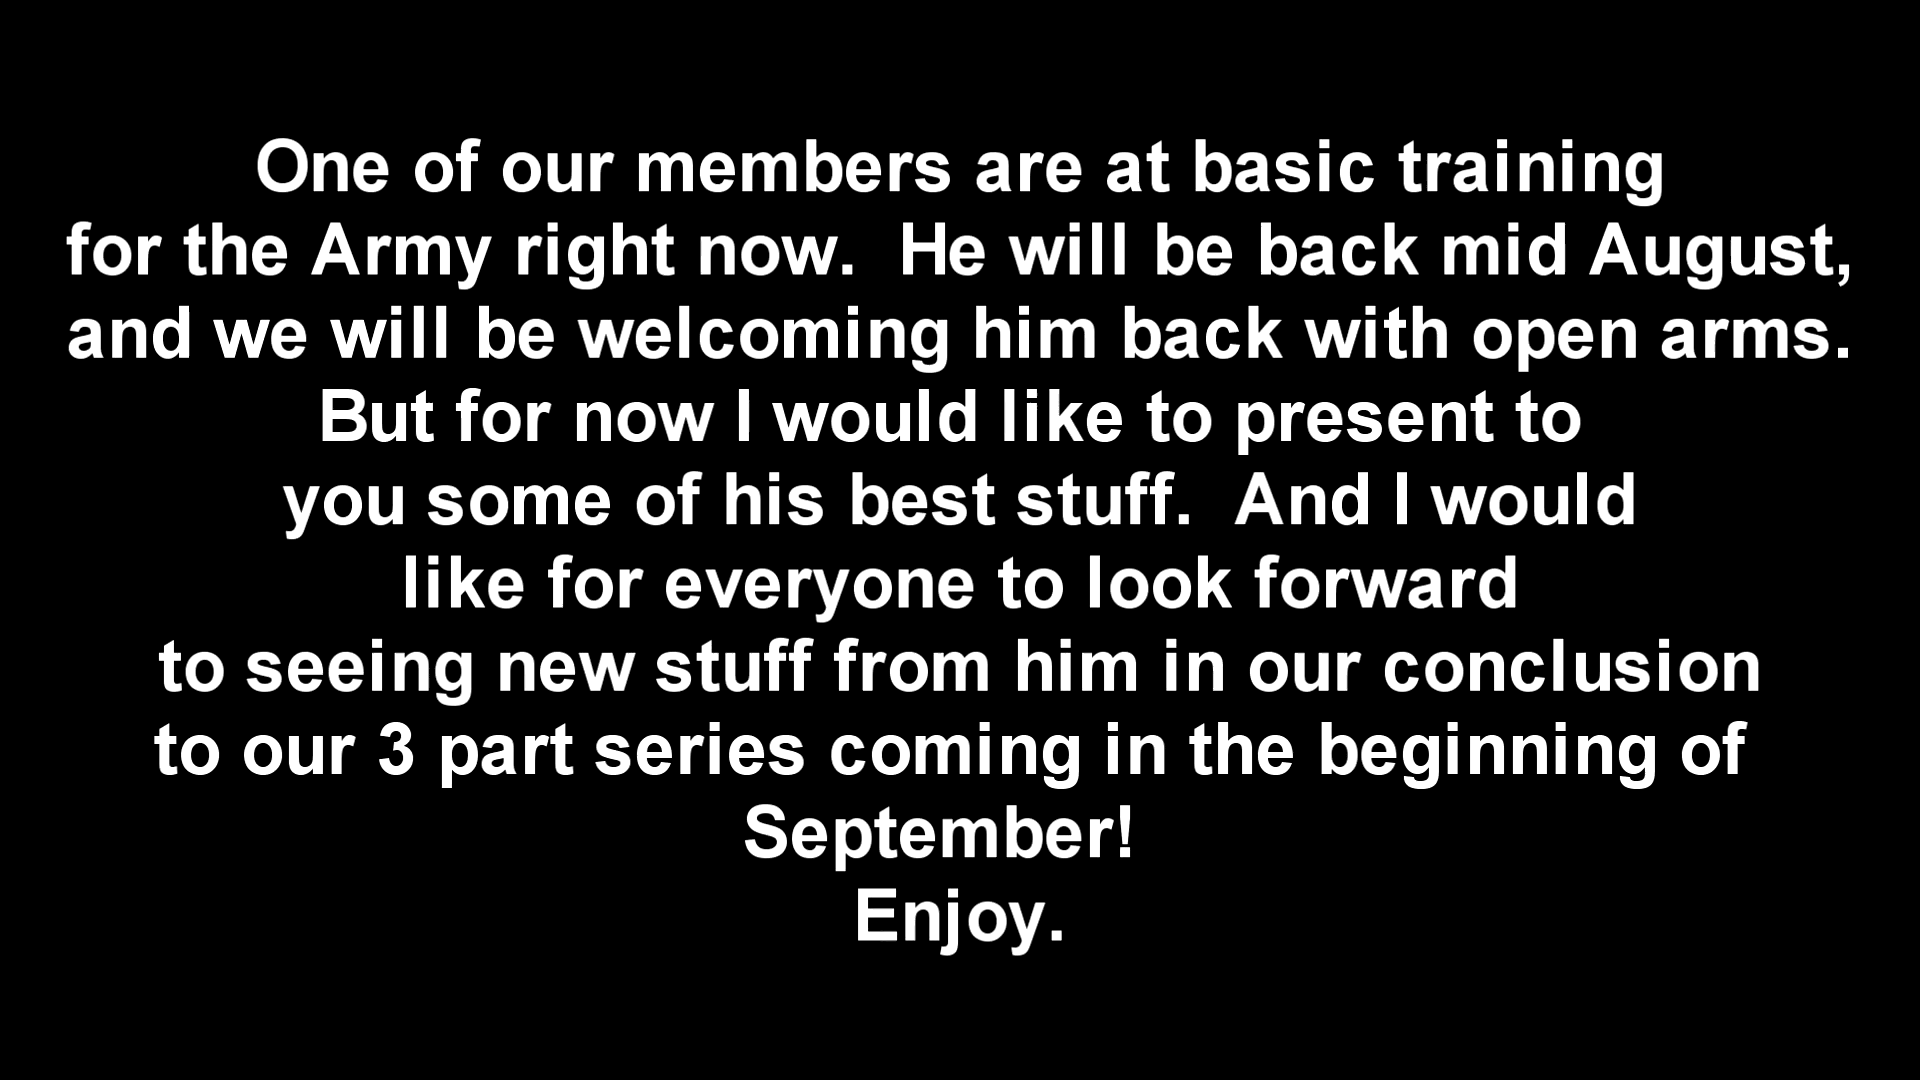 One of our members are at basic training
for the Army right now.  He will be back mid August,
and we will be welcoming him back with open arms.
But for now I would like to present to
you some of his best stuff.  And I would
like for everyone to look forward
to seeing new stuff from him in our conclusion
to our 3 part series coming in the beginning of
September!
Enjoy.